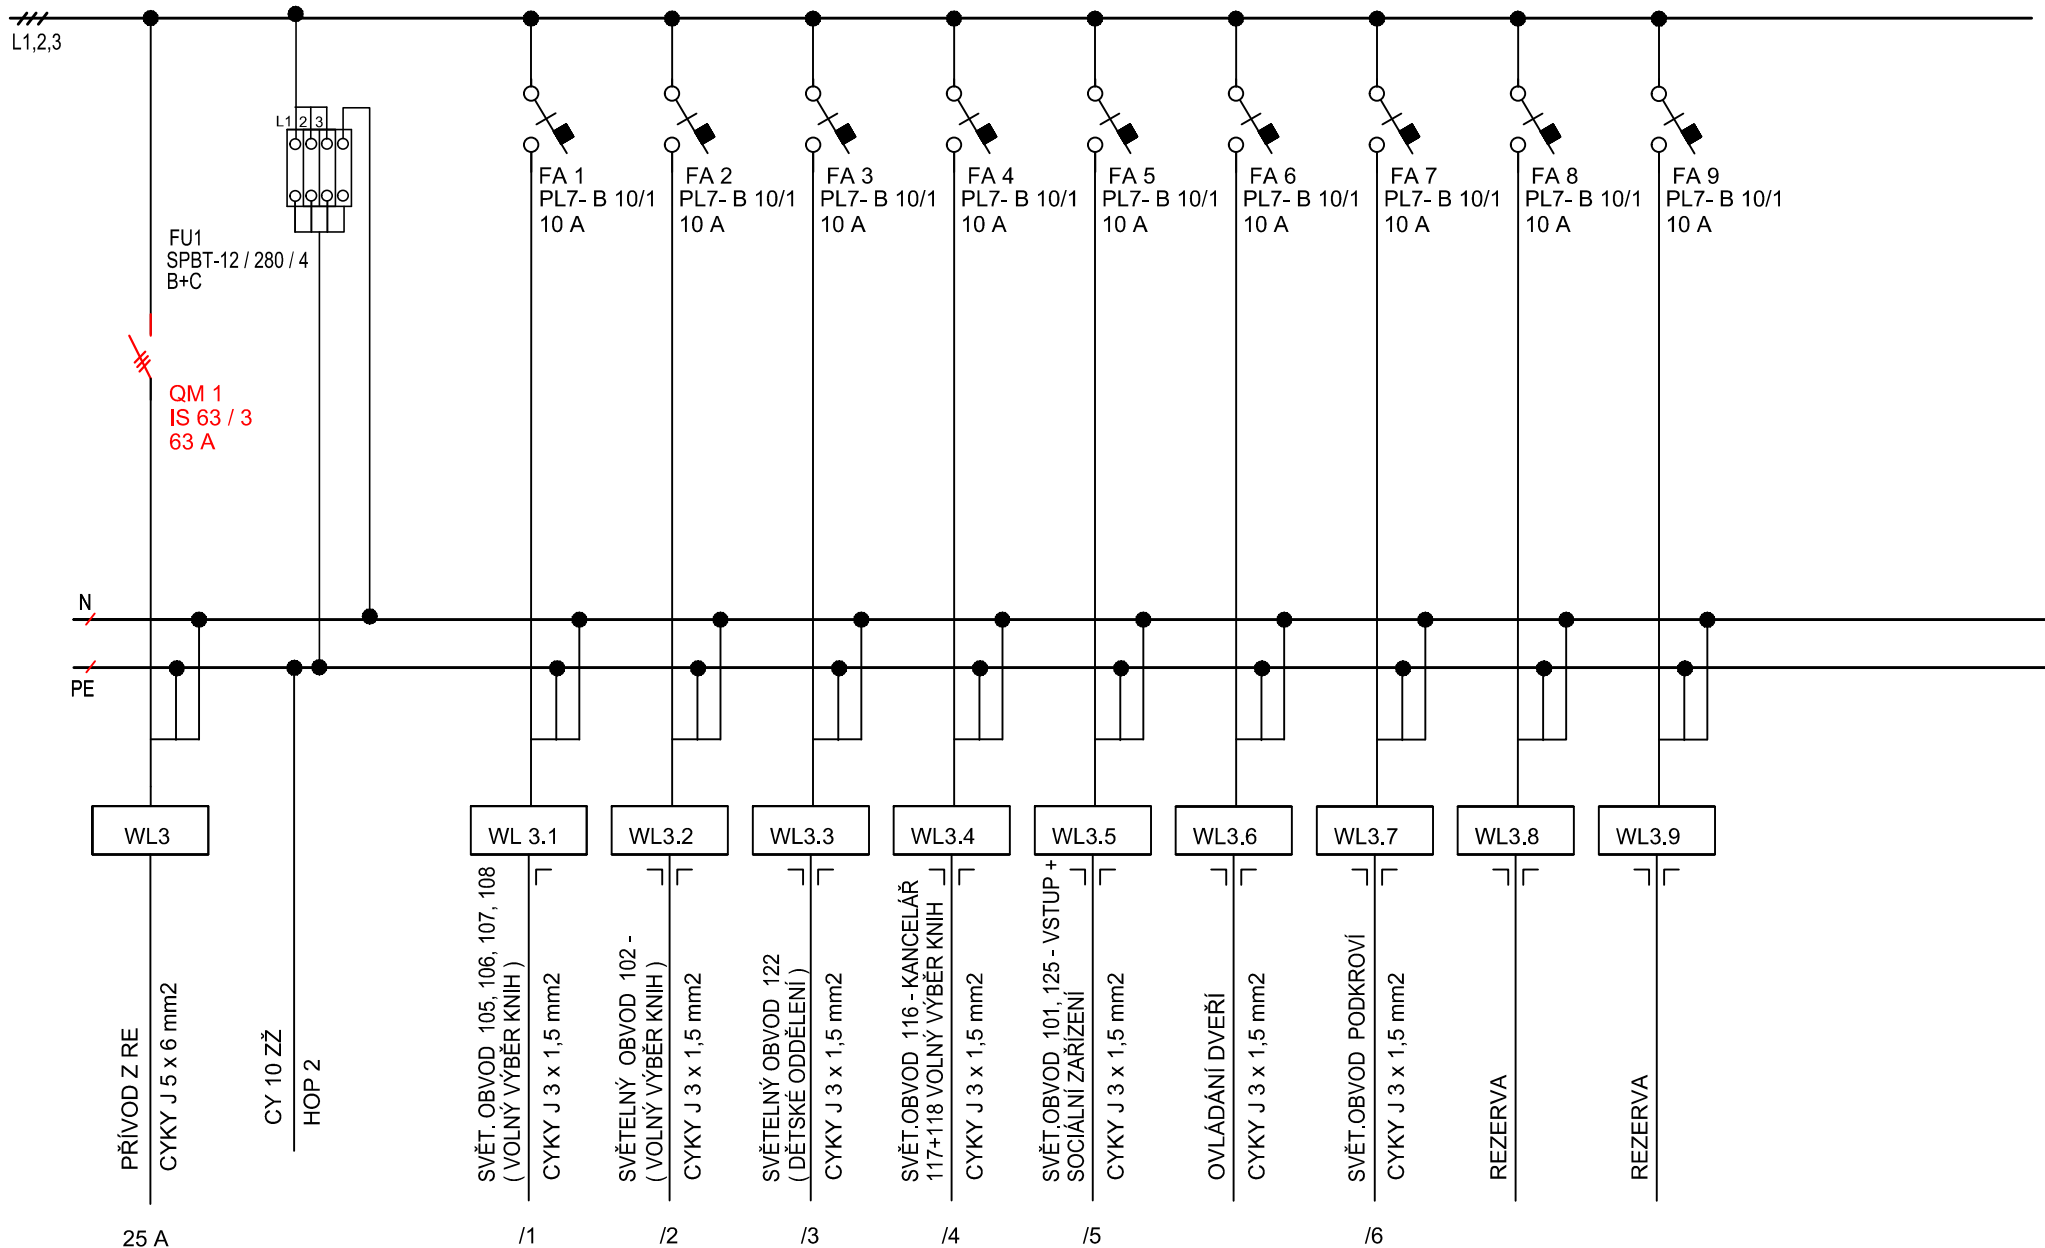 L1,2,3
L1 2 3
FU1
SPBT-12 / 280 / 4
B+C
QM 1
IS 63 / 3
63 A
FA 1
PL7- B 10/1
10 A
FA 2
PL7- B 10/1
10 A
FA 3
PL7- B 10/1
10 A
FA 4
PL7- B 10/1
10 A
FA 5
PL7- B 10/1
10 A
FA 6
PL7- B 10/1
10 A
FA 7
PL7- B 10/1
10 A
FA 8
PL7- B 10/1
10 A
FA 9
PL7- B 10/1
10 A
N
PE
WL3
WL 3.1
WL3.2
WL3.3
WL3.4
WL3.5
WL3.6
WL3.7
WL3.8
WL3.9
PŘÍVOD Z RE
CYKY J 5 x 6 mm2
CY 10 ZŽ
HOP 2
SVĚT. OBVOD 105, 106, 107, 108
( VOLNÝ VÝBĚR KNIH )
CYKY J 3 x 1,5 mm2
SVĚTELNÝ OBVOD 102 -
( VOLNÝ VÝBĚR KNIH )
CYKY J 3 x 1,5 mm2
SVĚTELNÝ OBVOD 122
( DĚTSKÉ ODDĚLENÍ )
CYKY J 3 x 1,5 mm2
SVĚT.OBVOD 116 - KANCELÁŘ
117+118 VOLNÝ VÝBĚR KNIH
CYKY J 3 x 1,5 mm2
SVĚT.OBVOD 101, 125 - VSTUP +
SOCIÁLNÍ ZAŘÍZENÍ
CYKY J 3 x 1,5 mm2
OVLÁDÁNÍ DVEŘÍ
CYKY J 3 x 1,5 mm2
SVĚT.OBVOD PODKROVÍ
CYKY J 3 x 1,5 mm2
REZERVA
REZERVA
25 A
/1
/2
/3
/4
/5
/6